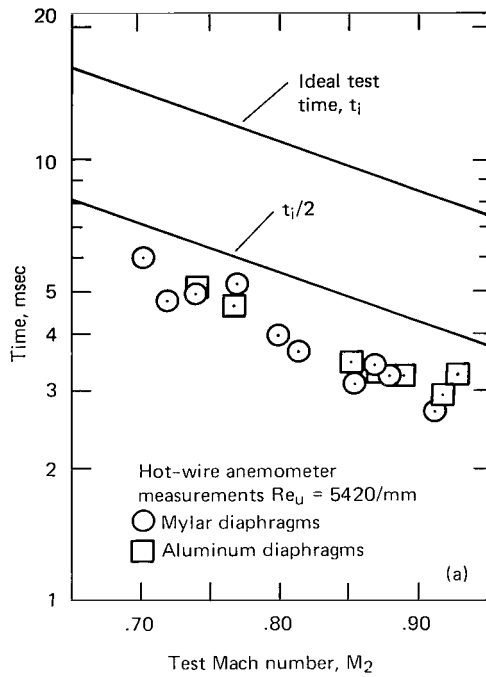 20
Ideal test
time, tᵢ
10
tᵢ/2
5
4
3
2
1
Time, msec
Hot-wire anemometer
measurements Reᵤ = 5420/mm
Mylar diaphragms
Aluminum diaphragms
(a)
.70 .80 .90
Test Mach number, M₂